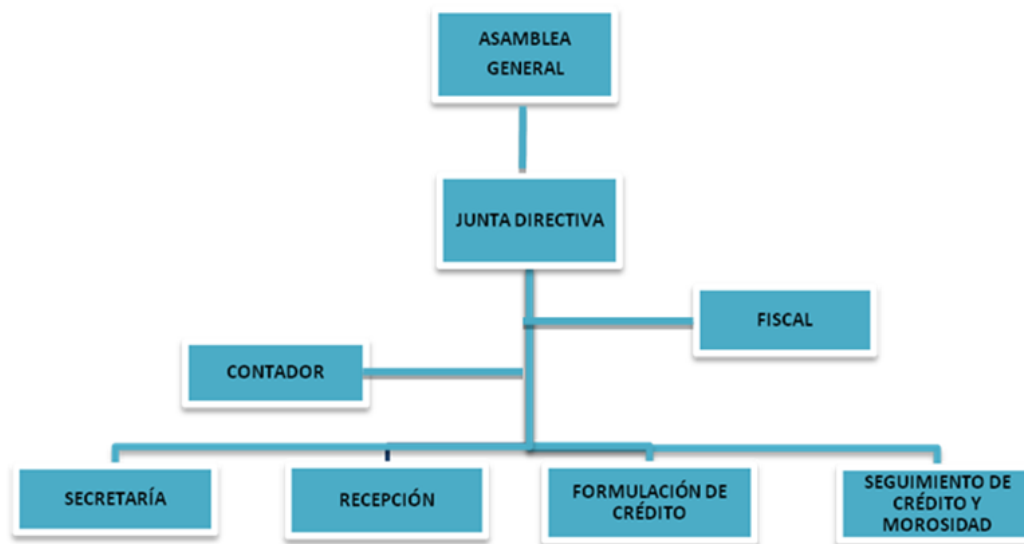 ASAMBLEA
GENERAL
JUNTA DIRECTIVA
FISCAL
CONTADOR
SECRETARÍA
RECEPCIÓN
FORMULACIÓN DE
CRÉDITO
SEGUIMIENTO DE
CRÉDITO Y
MOROSIDAD